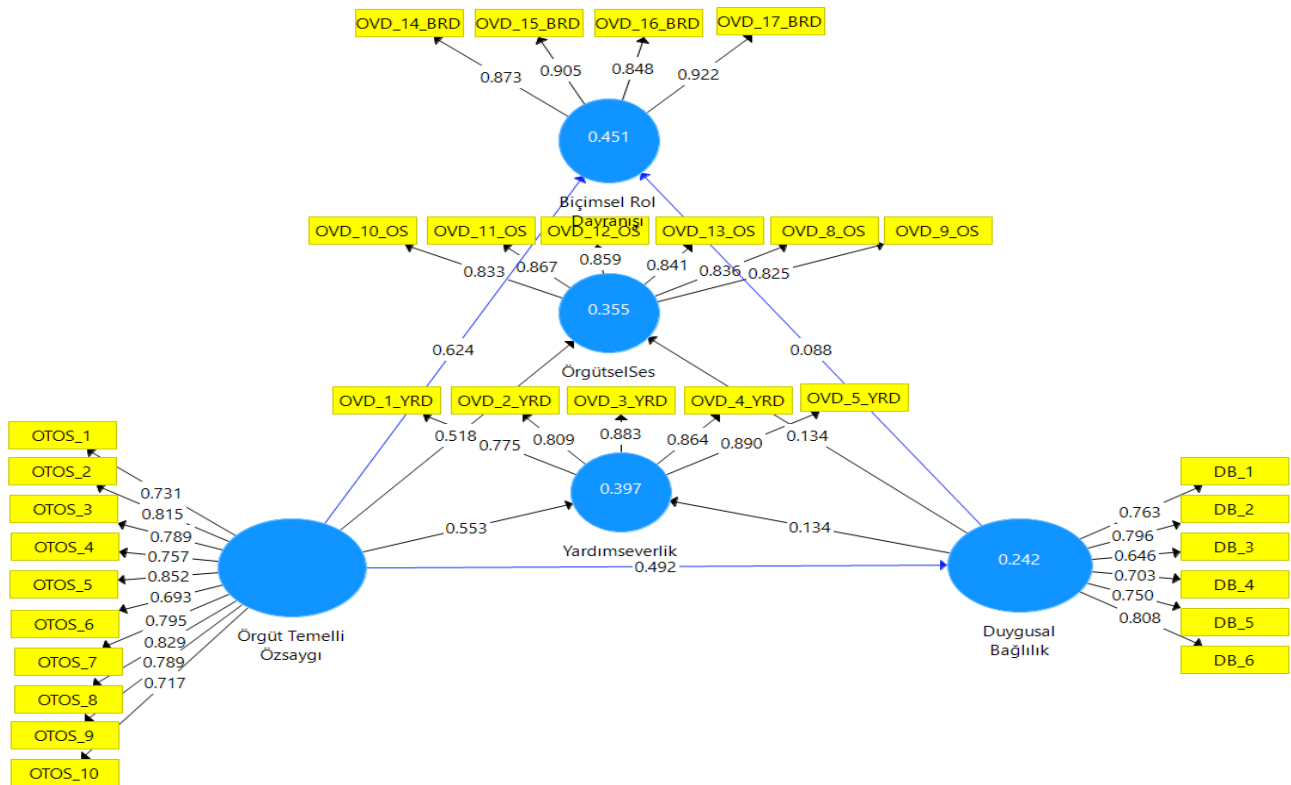 OVD_14_BRD OVD_15_BRD OVD_16_BRD OVD_17_BRD
0.873 0.905 0.848 0.922
0.451
Biçimsel Rol
Davranışı
OVD_10_OS OVD_11_OS OVD_12_OS OVD_13_OS OVD_8_OS OVD_9_OS
0.833 0.867 0.859 0.841 0.836 0.825
0.355
0.624 0.088
ÖrgütselSes
OVD_1_YRD OVD_2_YRD OVD_3_YRD OVD_4_YRD OVD_5_YRD
0.518 0.775 0.809 0.883 0.864 0.890 0.134
0.397
0.553 0.134
Yardımseverlik
0.492
OTOS_1
OTOS_2
OTOS_3
OTOS_4
OTOS_5
OTOS_6
OTOS_7
OTOS_8
OTOS_9
OTOS_10
0.731
0.815
0.789
0.757
0.852
0.693
0.795
0.829
0.789
0.717
Örgüt Temelli
Özsaygı
0.242
Duygusal
Bağlılık
0.763
0.796
0.646
0.703
0.750
0.808
DB_1
DB_2
DB_3
DB_4
DB_5
DB_6